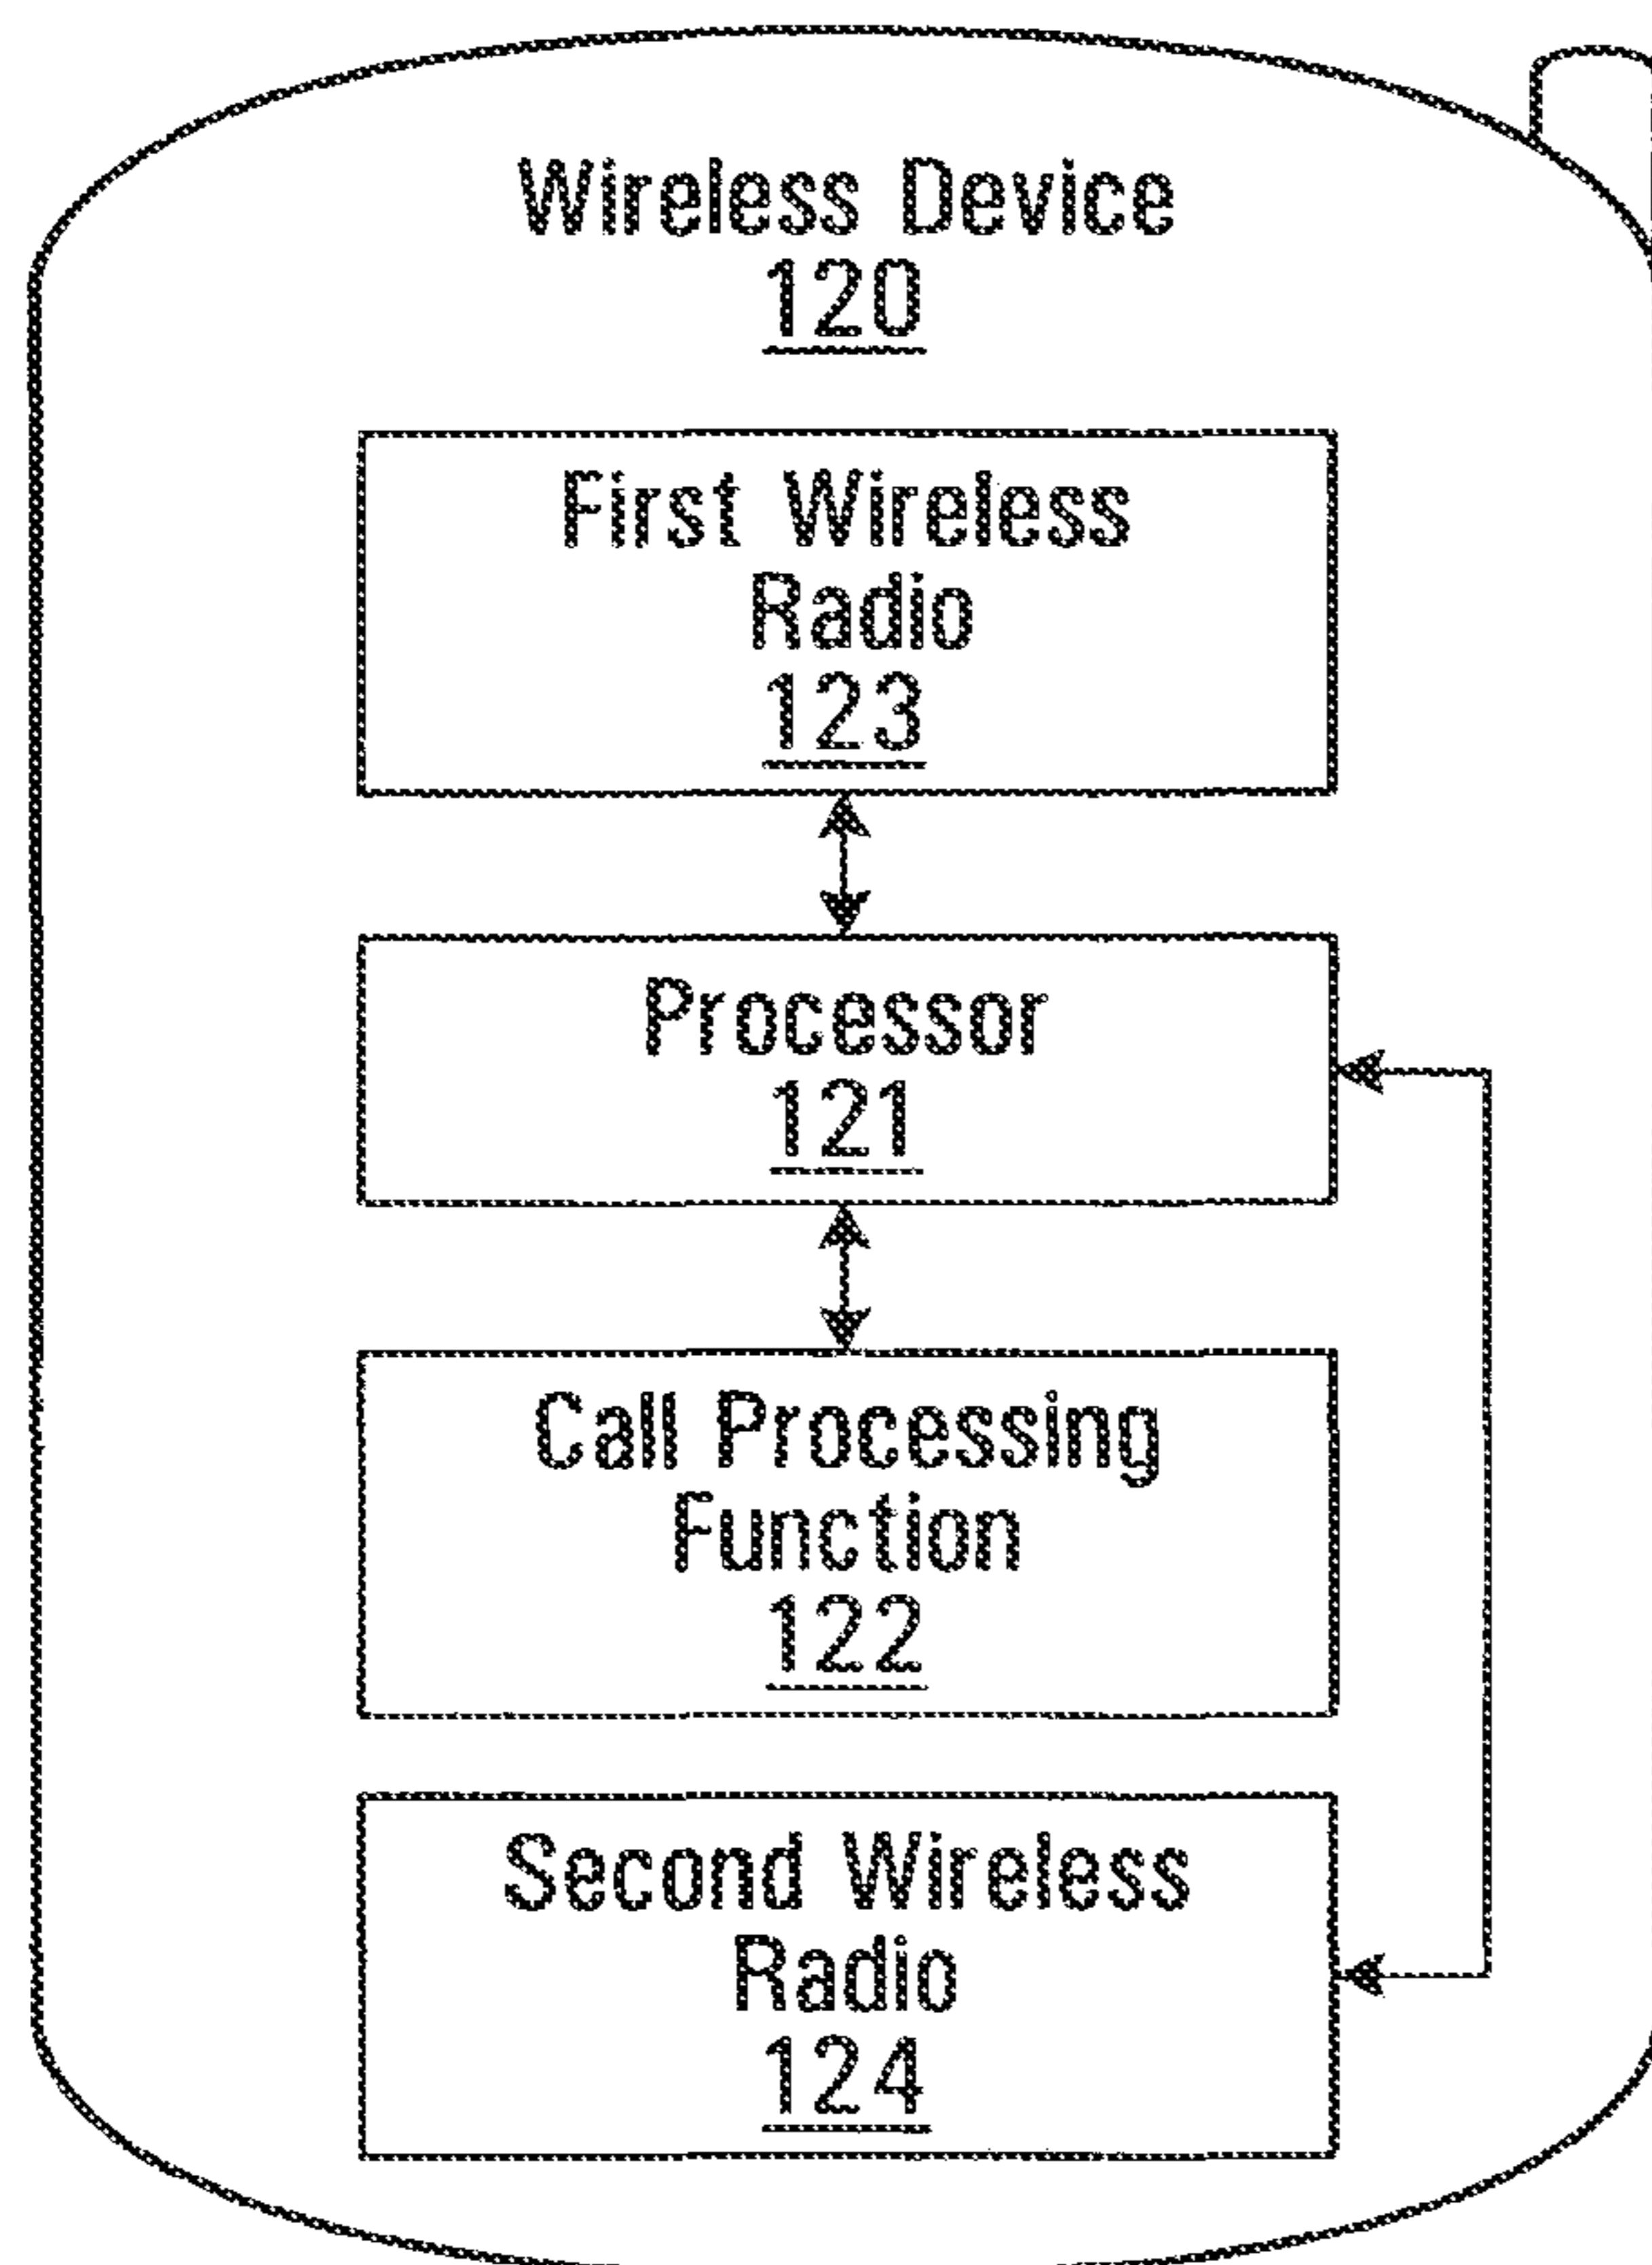 Wireless Device
120
First Wireless
Radio
123
Processor
121
Call Processing
Function
122
Second Wireless
Radio
124